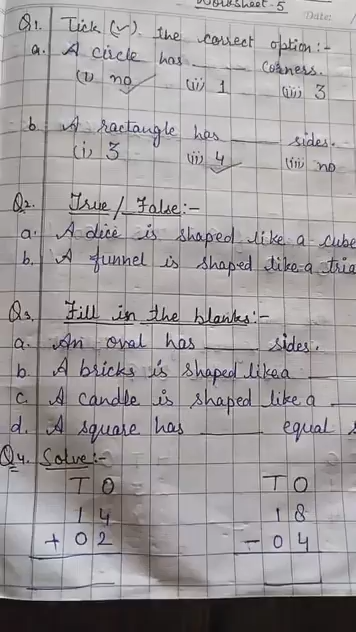 Worksheet-5
Date:
Q1. Tick (✓) the correct option:-
a. A circle has ____ corners.
(i) no ✓ (ii) 1 (iii) 3
b. A ractangle has ____ sides.
(i) 3 (ii) 4 ✓ (iii) no
Q2. True / False:-
a. A dice is shaped like a cube
b. A funnel is shaped like a tria
Q3. Fill in the blanks:-
a. An oval has ____ sides.
b. A bricks is shaped like a ____
c. A candle is shaped like a ____
d. A square has ____ equal s
Q4. Solve:-
T O T O
1 4 1 8
+ 0 2 - 0 4